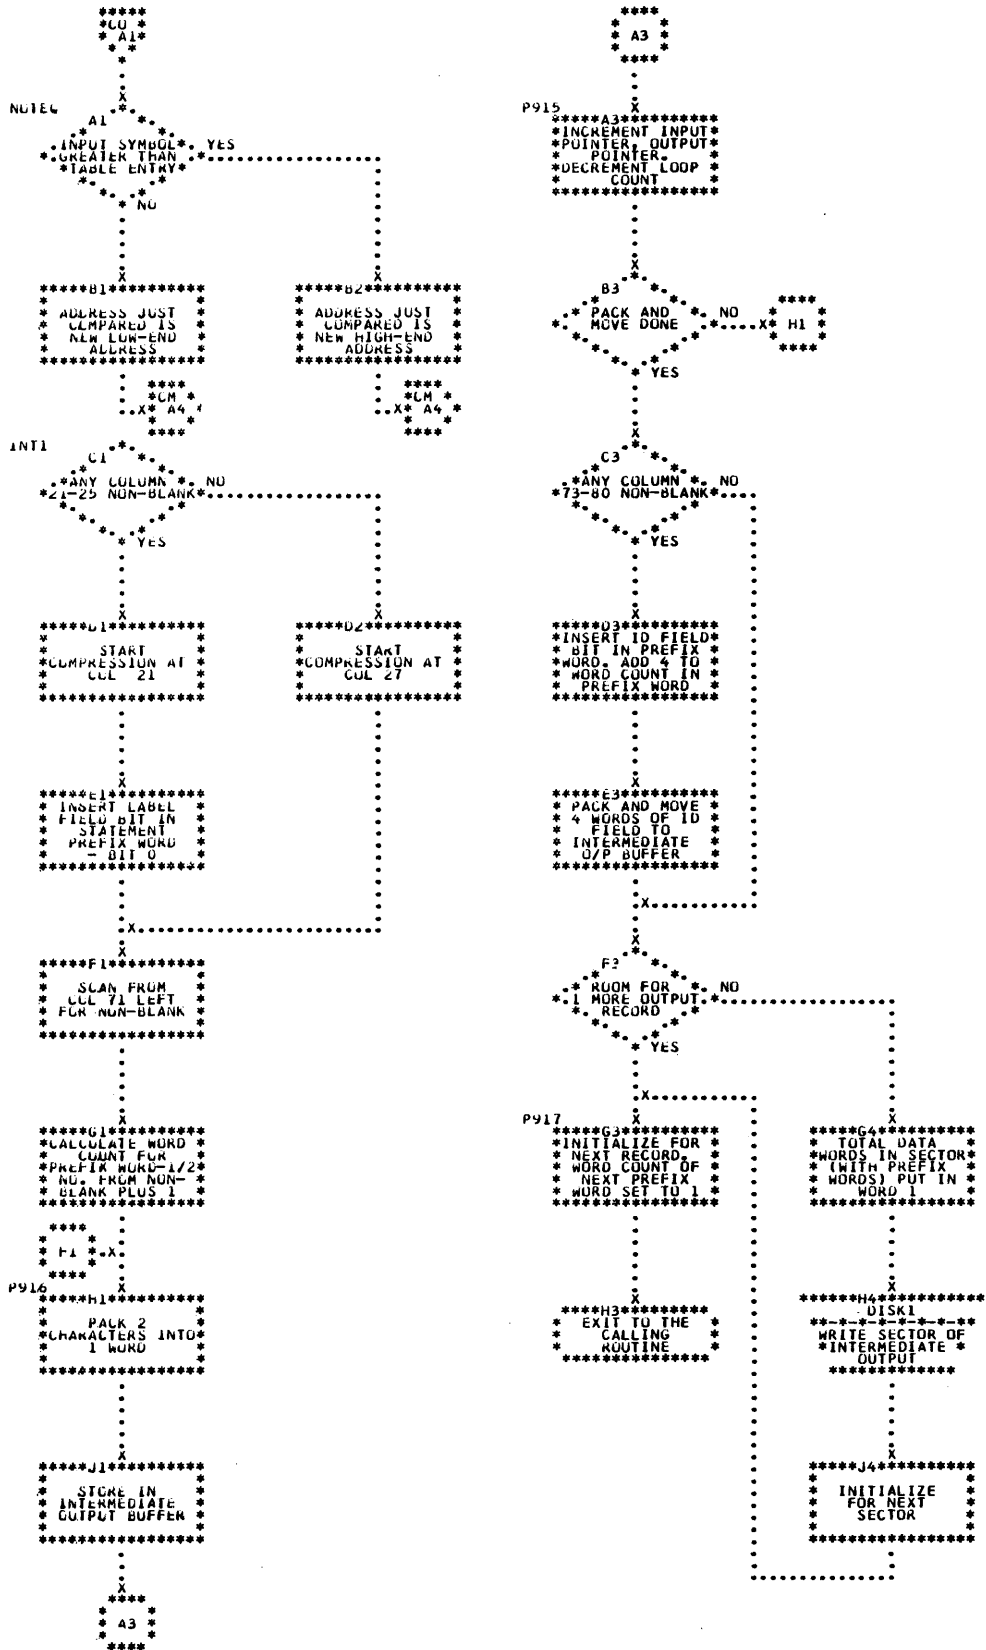 CO
A1
NOTE4
A1
INPUT SYMBOL
GREATER THAN
TABLE ENTRY
YES
NO
B1
ADDRESS JUST
COMPARED IS
NEW LOW-END
ADDRESS
B2
ADDRESS JUST
COMPARED IS
NEW HIGH-END
ADDRESS
CM
A4
CM
A4
INT1
C1
ANY COLUMN
21-25 NON-BLANK
NO
YES
D1
START
COMPRESSION AT
COL 21
D2
START
COMPRESSION AT
COL 27
E1
INSERT LABEL
FIELD BIT IN
STATEMENT
PREFIX WORD
- BIT 0
F1
SCAN FROM
COL 71 LEFT
FOR NON-BLANK
G1
CALCULATE WORD
COUNT FOR
PREFIX WORD-1/2
NO. FROM NON-
BLANK PLUS 1
H1
P916
H1
PACK 2
CHARACTERS INTO
1 WORD
J1
STORE IN
INTERMEDIATE
OUTPUT BUFFER
A3
A3
P915
A3
INCREMENT INPUT
POINTER, OUTPUT
POINTER.
DECREMENT LOOP
COUNT
B3
PACK AND
MOVE DONE
NO
H1
YES
C3
ANY COLUMN
73-80 NON-BLANK
NO
YES
D3
INSERT ID FIELD
BIT IN PREFIX
WORD. ADD 4 TO
WORD COUNT IN
PREFIX WORD
E3
PACK AND MOVE
4 WORDS OF ID
FIELD TO
INTERMEDIATE
O/P BUFFER
F3
ROOM FOR
1 MORE OUTPUT
RECORD
NO
YES
P917
G3
INITIALIZE FOR
NEXT RECORD.
WORD COUNT OF
NEXT PREFIX
WORD SET TO 1
G4
TOTAL DATA
WORDS IN SECTOR
(WITH PREFIX
WORDS) PUT IN
WORD 1
H3
EXIT TO THE
CALLING
ROUTINE
H4
DISK1
WRITE SECTOR OF
INTERMEDIATE
OUTPUT
J4
INITIALIZE
FOR NEXT
SECTOR